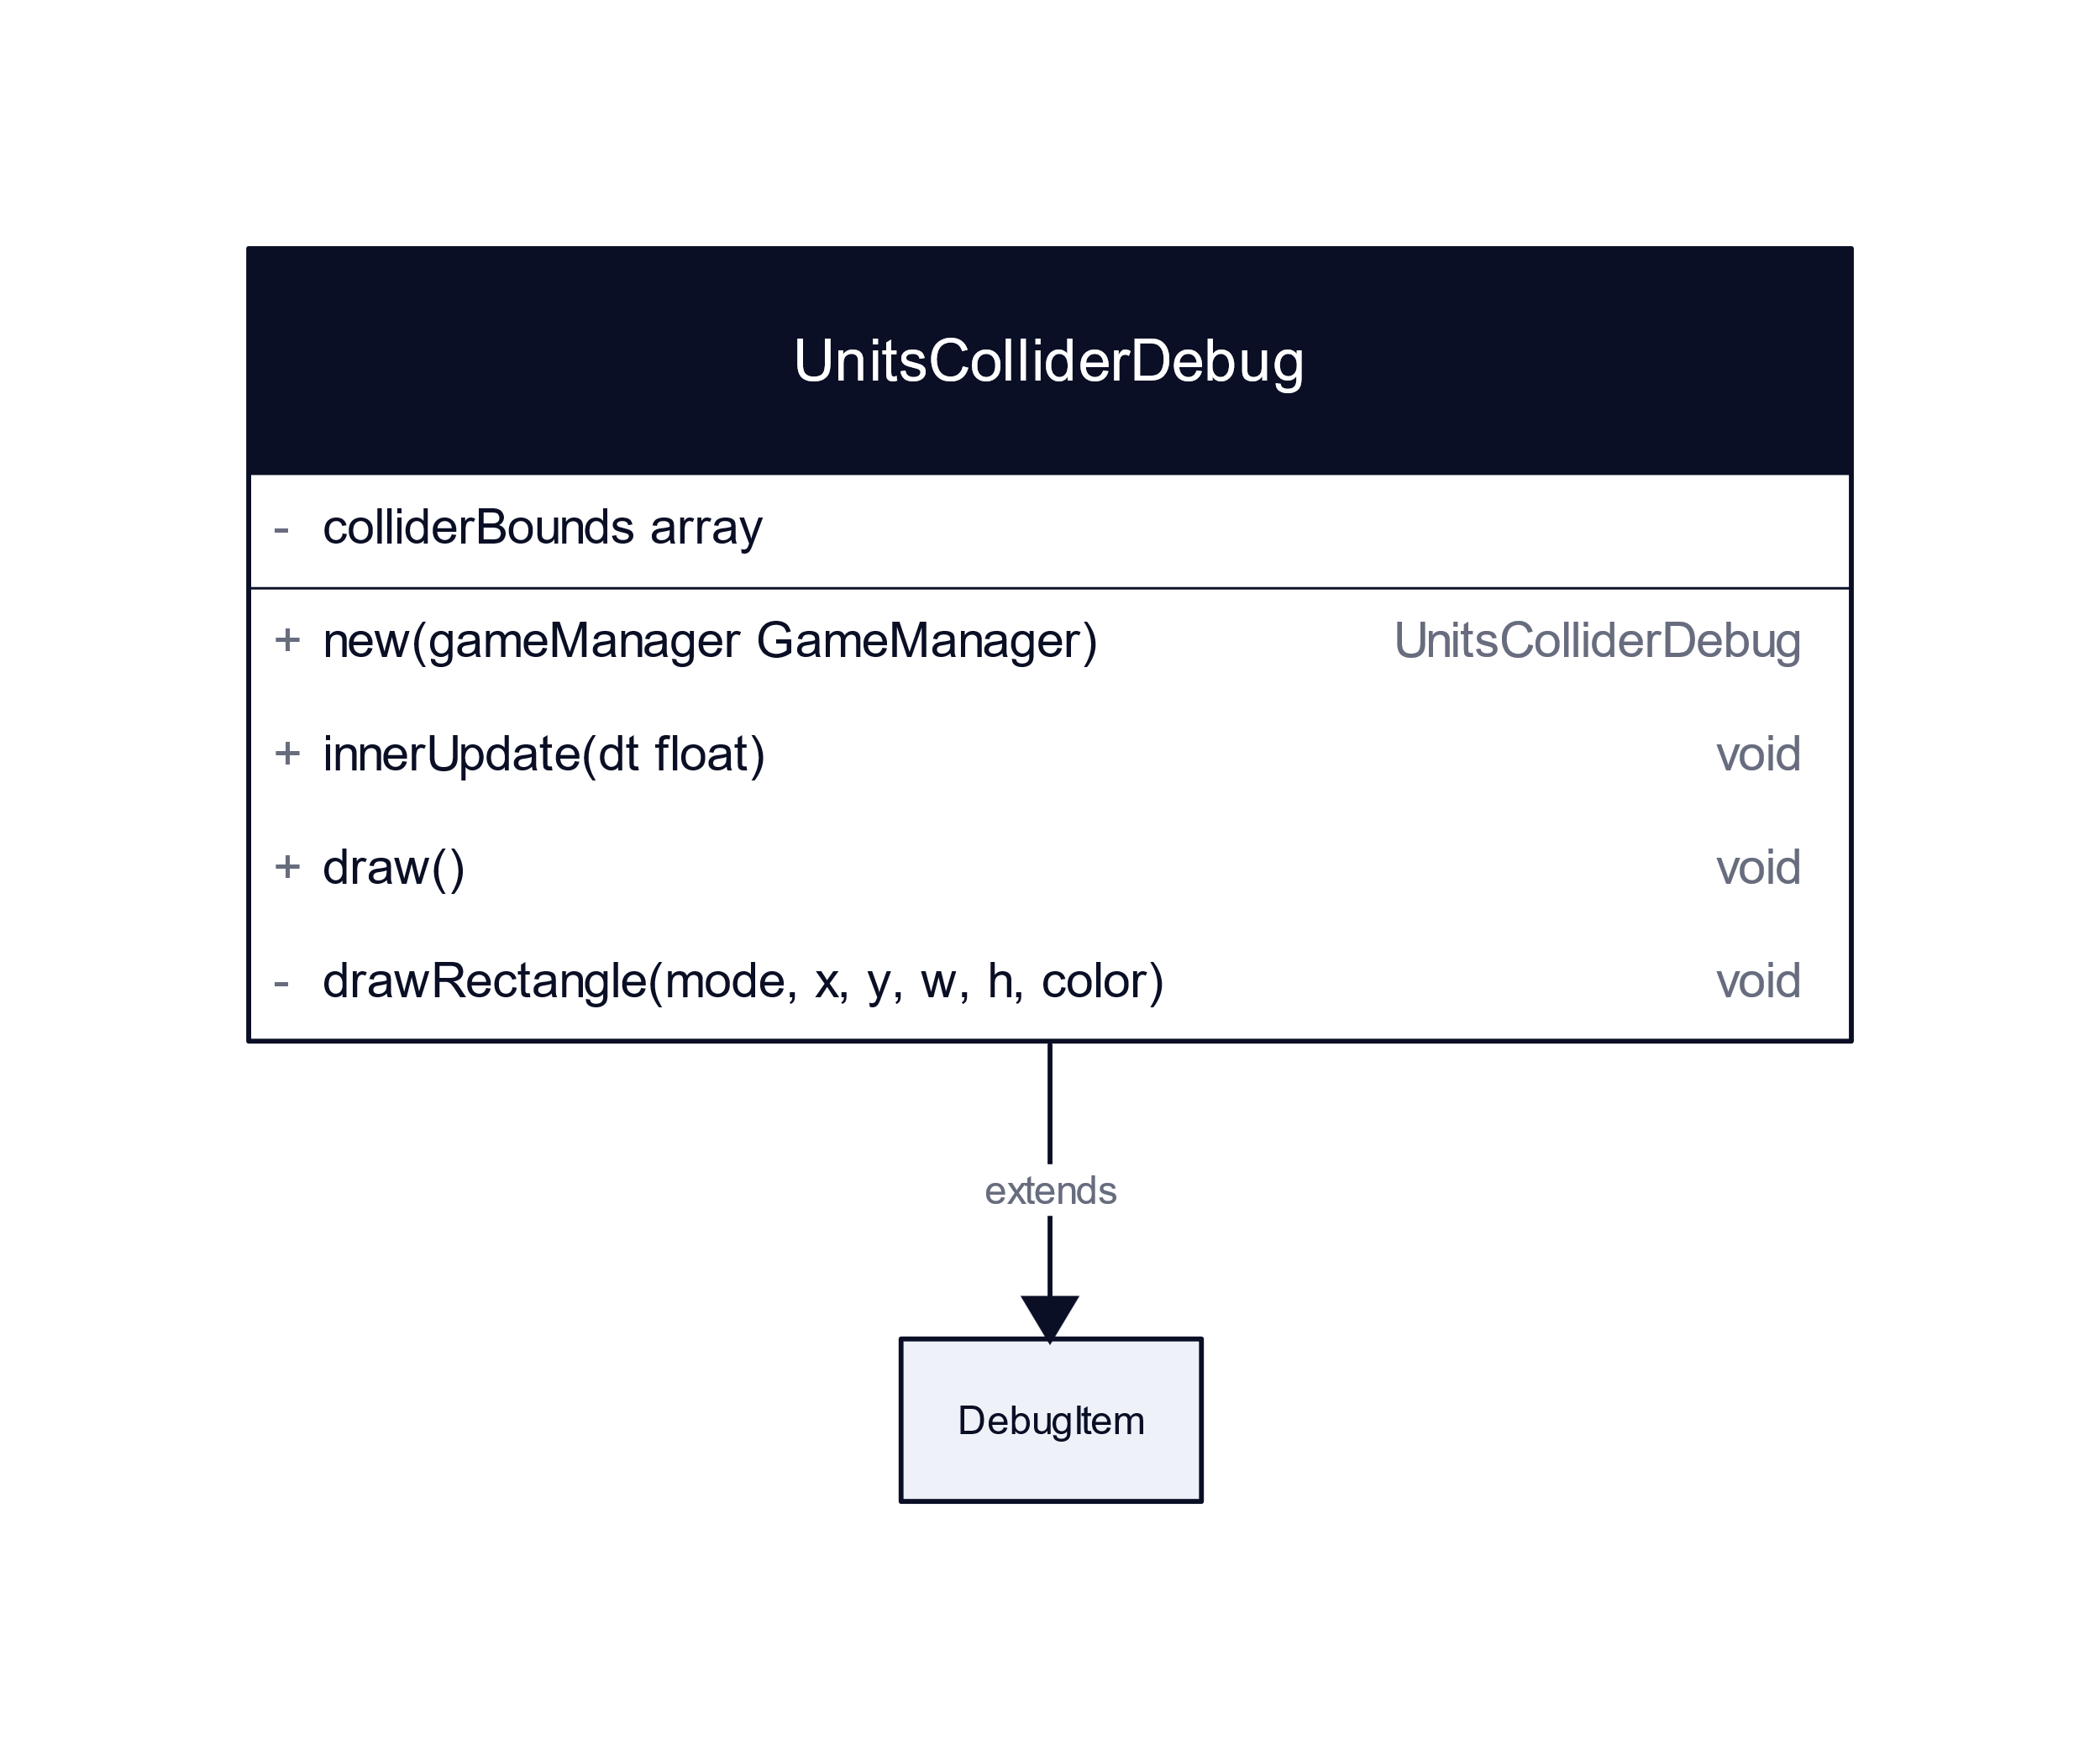 UnitsColliderDebug
- colliderBounds array
+ new(gameManager GameManager) UnitsColliderDebug
+ innerUpdate(dt float) void
+ draw() void
- drawRectangle(mode, x, y, w, h, color) void
extends
DebugItem